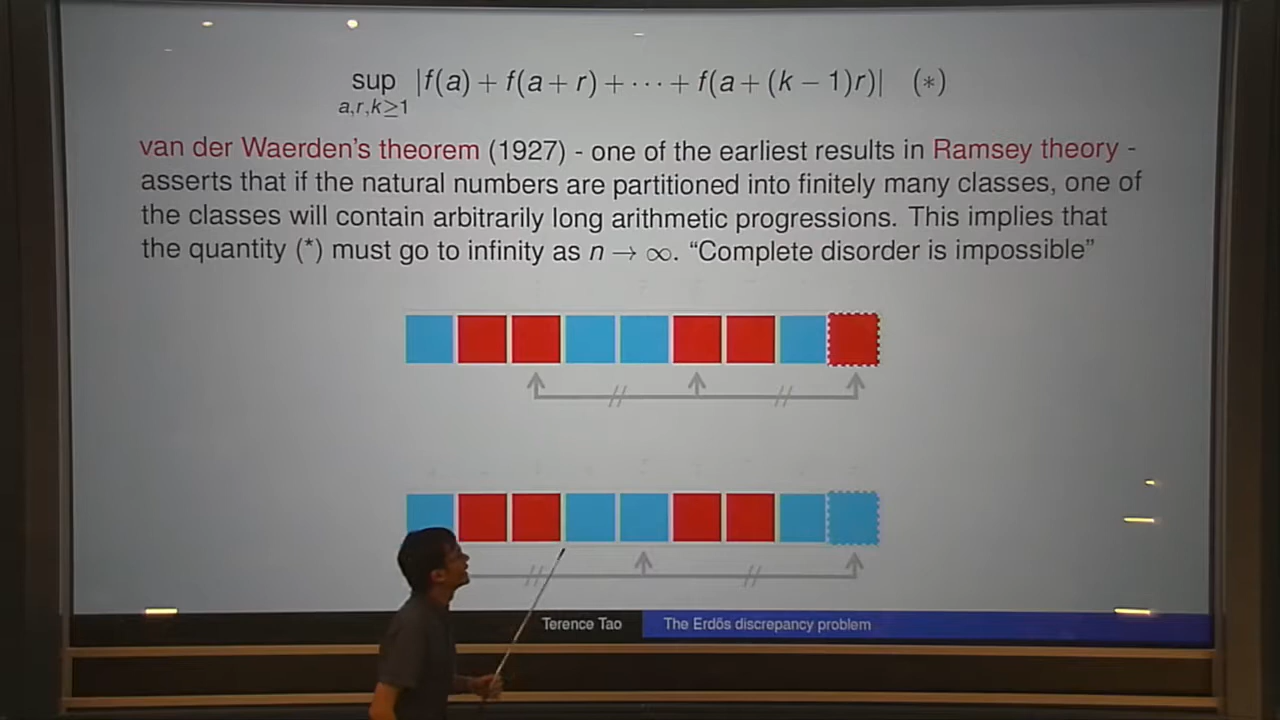 sup |f(a) + f(a + r) + ··· + f(a + (k − 1)r)| (∗)
a,r,k≥1
van der Waerden's theorem (1927) - one of the earliest results in Ramsey theory -
asserts that if the natural numbers are partitioned into finitely many classes, one of
the classes will contain arbitrarily long arithmetic progressions. This implies that
the quantity (*) must go to infinity as n → ∞. “Complete disorder is impossible”
Terence Tao
The Erdős discrepancy problem